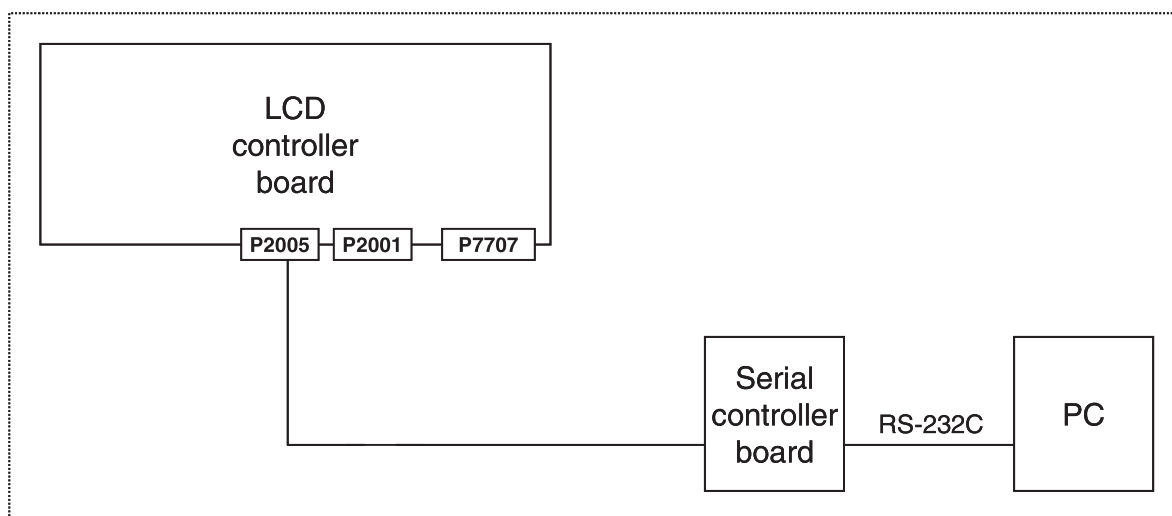 LCD
controller
board
P2005
P2001
P7707
Serial
controller
board
RS-232C
PC